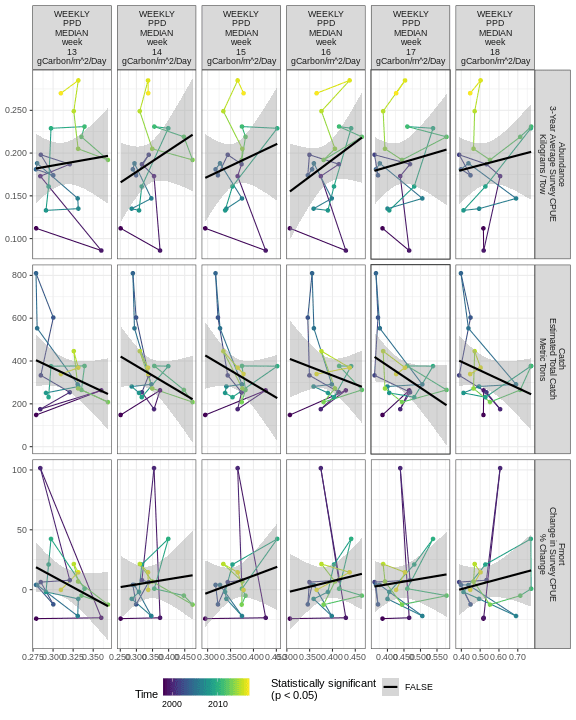 WEEKLY
PPD
MEDIAN
week
13
gCarbon/m^2/Day
WEEKLY
PPD
MEDIAN
week
14
gCarbon/m^2/Day
WEEKLY
PPD
MEDIAN
week
15
gCarbon/m^2/Day
WEEKLY
PPD
MEDIAN
week
16
gCarbon/m^2/Day
WEEKLY
PPD
MEDIAN
week
17
gCarbon/m^2/Day
WEEKLY
PPD
MEDIAN
week
18
gCarbon/m^2/Day
0.250
0.200
0.150
0.100
Abundance
3-Year Average Survey CPUE
Kilograms / Tow
800
600
400
200
0
Catch
Estimated Total Catch
Metric Tons
100
50
0
Fmort
Change in Survey CPUE
% Change
0.275 0.300 0.325 0.350
0.250 0.300 0.350 0.400 0.450
0.300 0.350 0.400 0.450
0.300 0.350 0.400 0.450
0.400 0.450 0.500 0.550
0.40 0.50 0.60 0.70
Time
2000 2010
Statistically significant
(p < 0.05)
FALSE